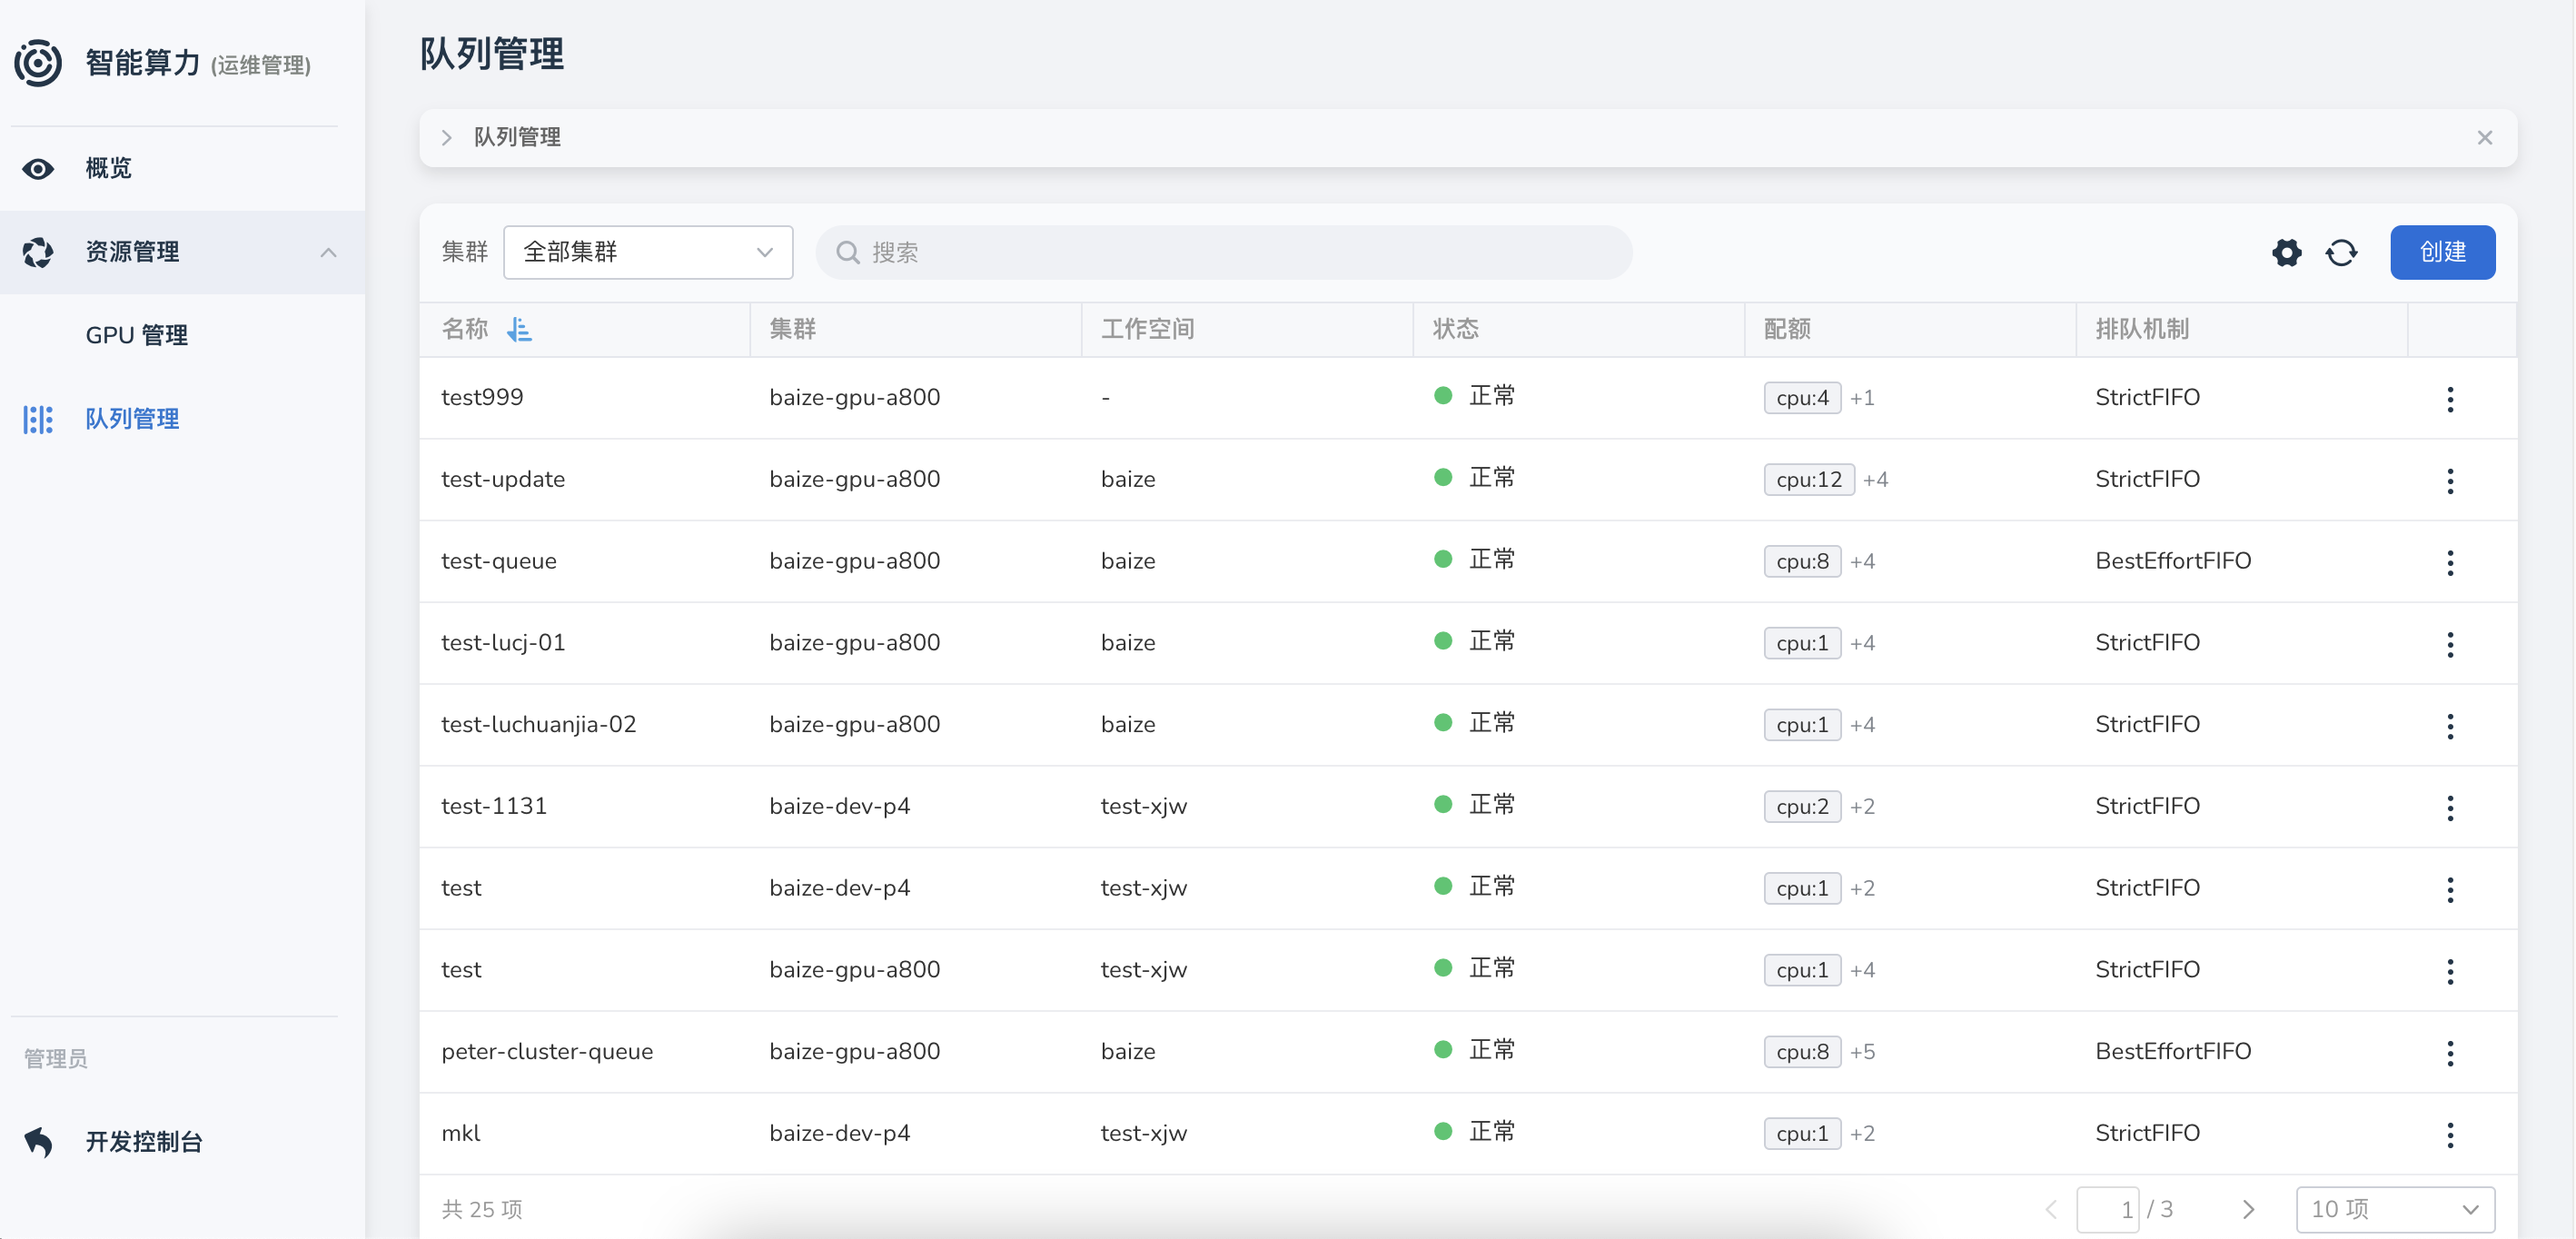 智能算力 (运维管理)
概览
资源管理
GPU 管理
队列管理
管理员
开发控制台
队列管理
队列管理
集群 全部集群 搜索 创建
名称 集群 工作空间 状态 配额 排队机制
test999 baize-gpu-a800 - 正常 cpu:4 +1 StrictFIFO
test-update baize-gpu-a800 baize 正常 cpu:12 +4 StrictFIFO
test-queue baize-gpu-a800 baize 正常 cpu:8 +4 BestEffortFIFO
test-lucj-01 baize-gpu-a800 baize 正常 cpu:1 +4 StrictFIFO
test-luchuanjia-02 baize-gpu-a800 baize 正常 cpu:1 +4 StrictFIFO
test-1131 baize-dev-p4 test-xjw 正常 cpu:2 +2 StrictFIFO
test baize-dev-p4 test-xjw 正常 cpu:1 +2 StrictFIFO
test baize-gpu-a800 test-xjw 正常 cpu:1 +4 StrictFIFO
peter-cluster-queue baize-gpu-a800 baize 正常 cpu:8 +5 BestEffortFIFO
mkl baize-dev-p4 test-xjw 正常 cpu:1 +2 StrictFIFO
共 25 项 1 / 3 10 项